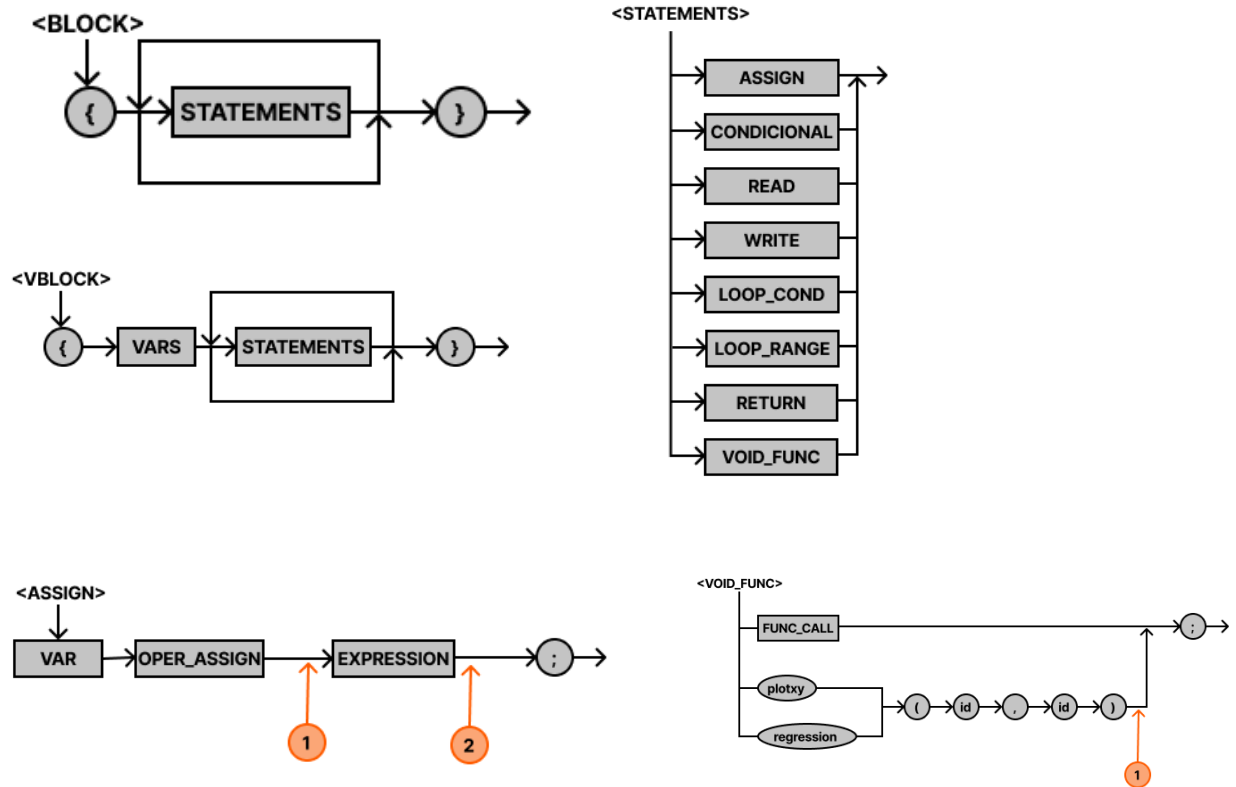 <BLOCK>
{
STATEMENTS
}
<STATEMENTS>
ASSIGN
CONDICIONAL
READ
WRITE
LOOP_COND
LOOP_RANGE
RETURN
VOID_FUNC
<VBLOCK>
{
VARS
STATEMENTS
}
<ASSIGN>
VAR
OPER_ASSIGN
EXPRESSION
;
1
2
<VOID_FUNC>
FUNC_CALL
;
plotxy
regression
(
id
,
id
)
1